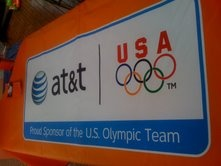 at&t
USA
TM
Proud Sponsor of the U.S. Olympic Team